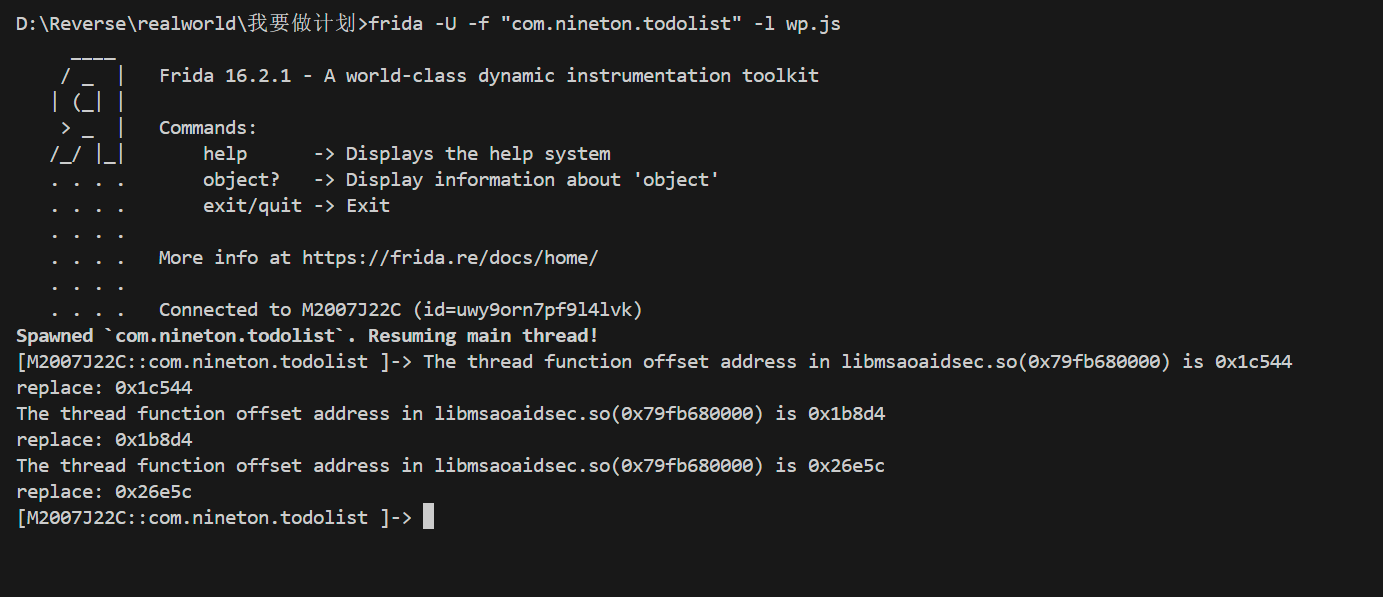 D:\Reverse\realworld\我要做计划>frida -U -f "com.nineton.todolist" -l wp.js
     ____
    / _  |   Frida 16.2.1 - A world-class dynamic instrumentation toolkit
   | (_| |
    > _  |   Commands:
   /_/ |_|       help      -> Displays the help system
   . . . .       object?   -> Display information about 'object'
   . . . .       exit/quit -> Exit
   . . . .
   . . . .   More info at https://frida.re/docs/home/
   . . . .
   . . . .   Connected to M2007J22C (id=uwy9orn7pf9l4lvk)
Spawned `com.nineton.todolist`. Resuming main thread!
[M2007J22C::com.nineton.todolist ]-> The thread function offset address in libmsaoaidsec.so(0x79fb680000) is 0x1c544
replace: 0x1c544
The thread function offset address in libmsaoaidsec.so(0x79fb680000) is 0x1b8d4
replace: 0x1b8d4
The thread function offset address in libmsaoaidsec.so(0x79fb680000) is 0x26e5c
replace: 0x26e5c
[M2007J22C::com.nineton.todolist ]->